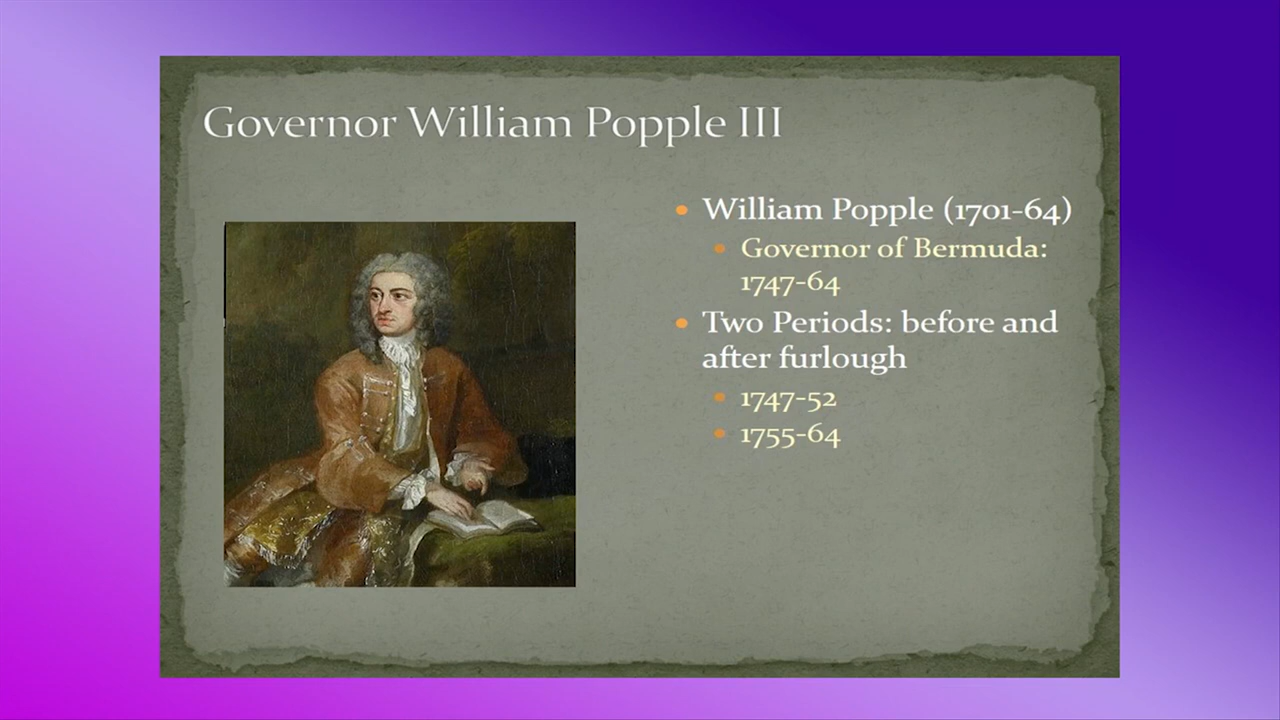 Governor William Popple III
William Popple (1701-64)
Governor of Bermuda:
1747-64
Two Periods: before and
after furlough
1747-52
1755-64